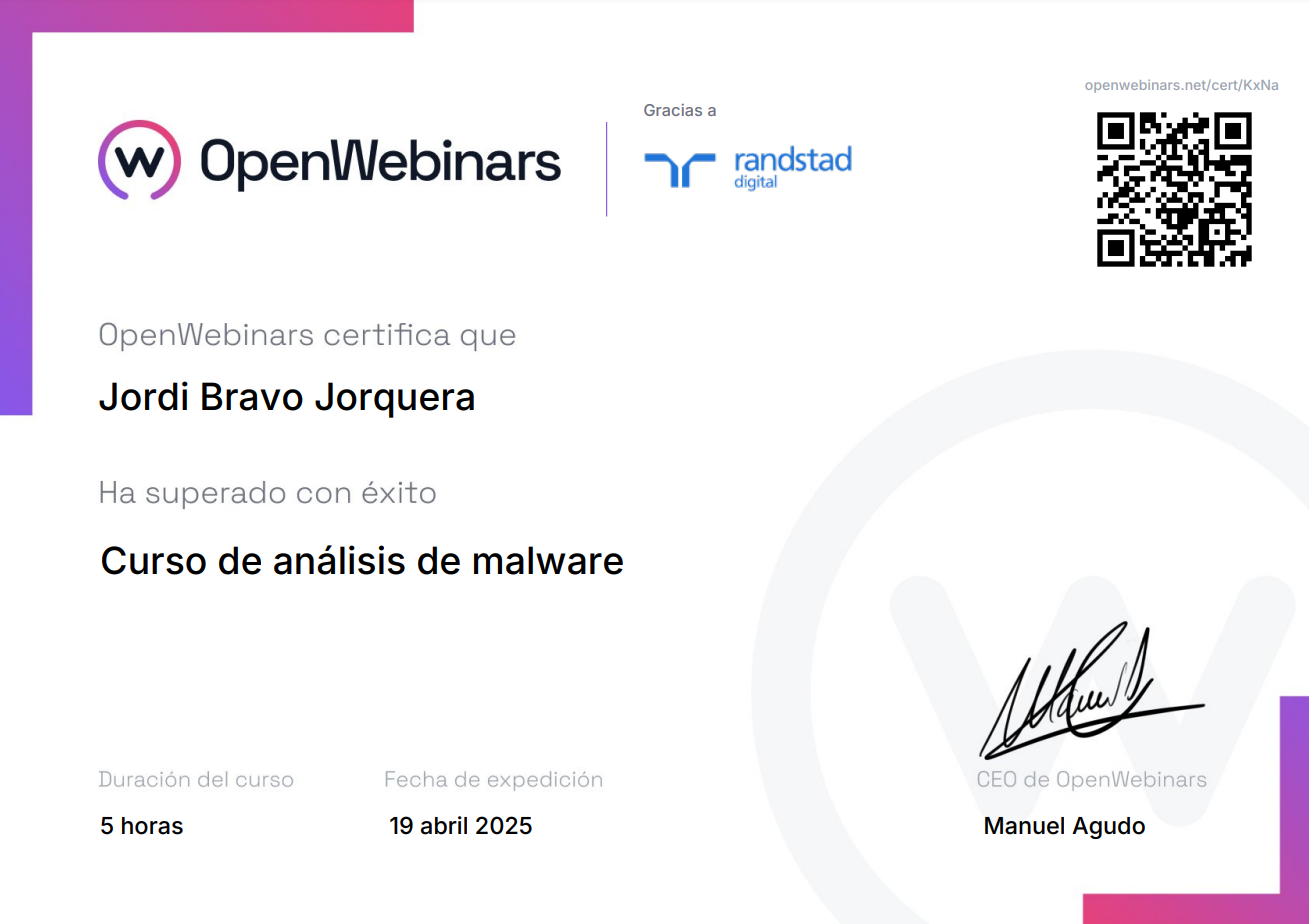 openwebinars.net/cert/KxNa
OpenWebinars
Gracias a
randstad
digital
OpenWebinars certifica que
Jordi Bravo Jorquera
Ha superado con éxito
Curso de análisis de malware
Duración del curso
5 horas
Fecha de expedición
19 abril 2025
CEO de OpenWebinars
Manuel Agudo